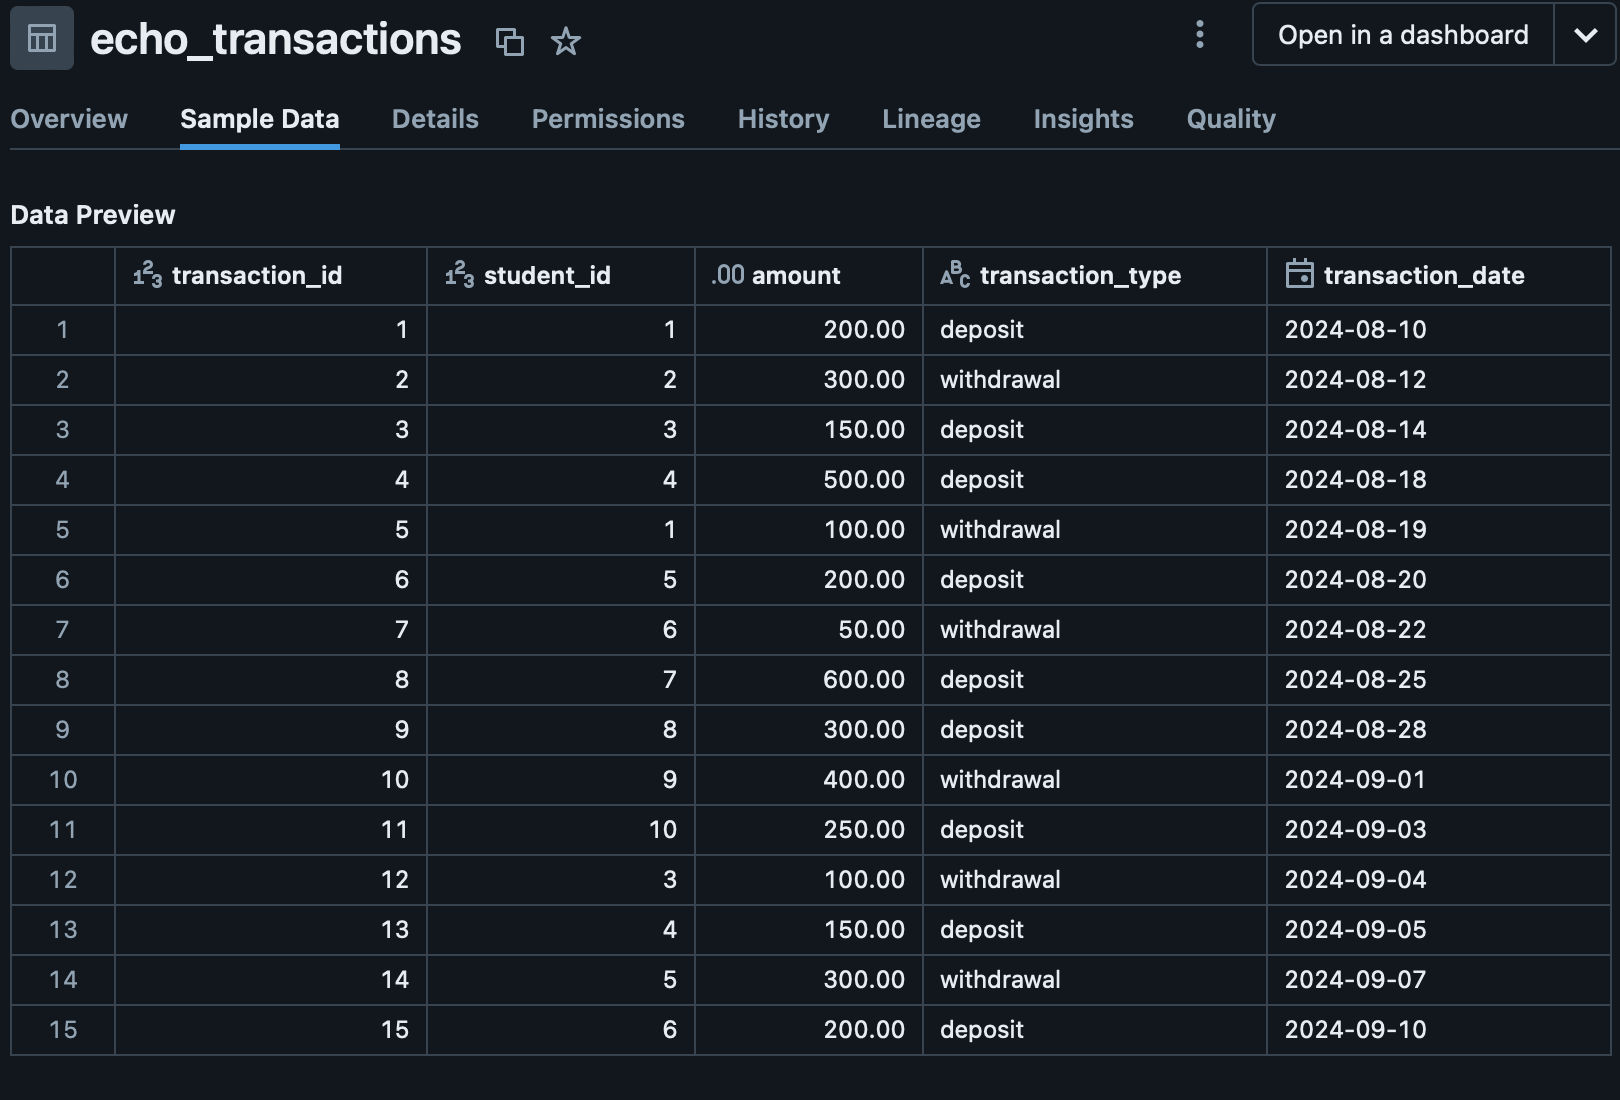 echo_transactions
Open in a dashboard
Overview Sample Data Details Permissions History Lineage Insights Quality
Data Preview
123 transaction_id 123 student_id .00 amount ABC transaction_type transaction_date
1 1 1 200.00 deposit 2024-08-10
2 2 2 300.00 withdrawal 2024-08-12
3 3 3 150.00 deposit 2024-08-14
4 4 4 500.00 deposit 2024-08-18
5 5 1 100.00 withdrawal 2024-08-19
6 6 5 200.00 deposit 2024-08-20
7 7 6 50.00 withdrawal 2024-08-22
8 8 7 600.00 deposit 2024-08-25
9 9 8 300.00 deposit 2024-08-28
10 10 9 400.00 withdrawal 2024-09-01
11 11 10 250.00 deposit 2024-09-03
12 12 3 100.00 withdrawal 2024-09-04
13 13 4 150.00 deposit 2024-09-05
14 14 5 300.00 withdrawal 2024-09-07
15 15 6 200.00 deposit 2024-09-10